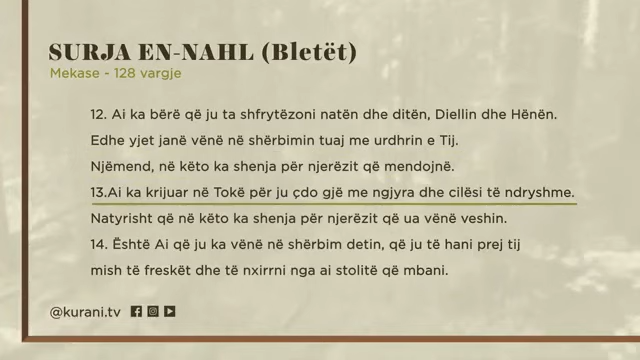 SURJA EN-NAHL (Bletët)
Mekase - 128 vargje
12. Ai ka bërë që ju ta shfrytëzoni natën dhe ditën, Diellin dhe Hënën.
Edhe yjet janë vënë në shërbimin tuaj me urdhrin e Tij.
Njëmend, në këto ka shenja për njerëzit që mendojnë.
13.Ai ka krijuar në Tokë për ju çdo gjë me ngjyra dhe cilësi të ndryshme.
Natyrisht që në këto ka shenja për njerëzit që ua vënë veshin.
14. Është Ai që ju ka vënë në shërbim detin, që ju të hani prej tij
mish të freskët dhe të nxirrni nga ai stolitë që mbani.
@kurani.tv